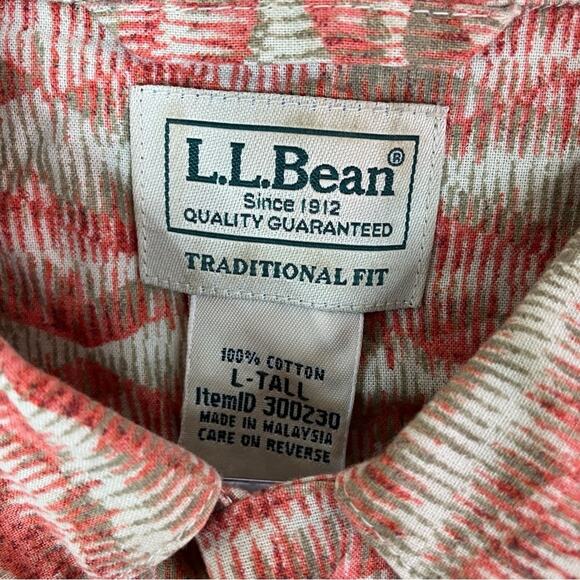 L.L.Bean®
Since 1912
QUALITY GUARANTEED
TRADITIONAL FIT
100% COTTON
L-TALL
ItemID 300230
MADE IN MALAYSIA
CARE ON REVERSE